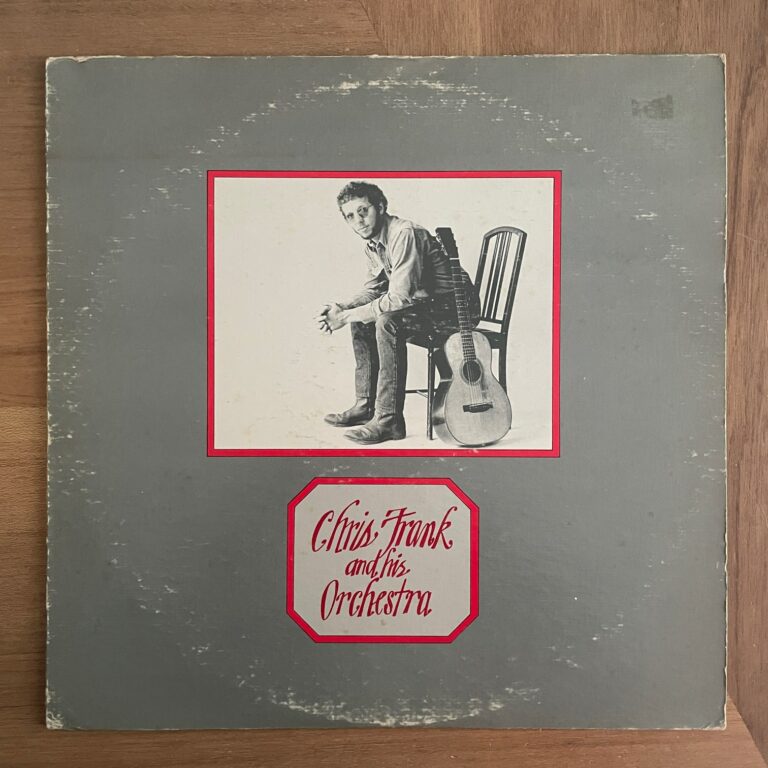 Chris Frank
and his
Orchestra